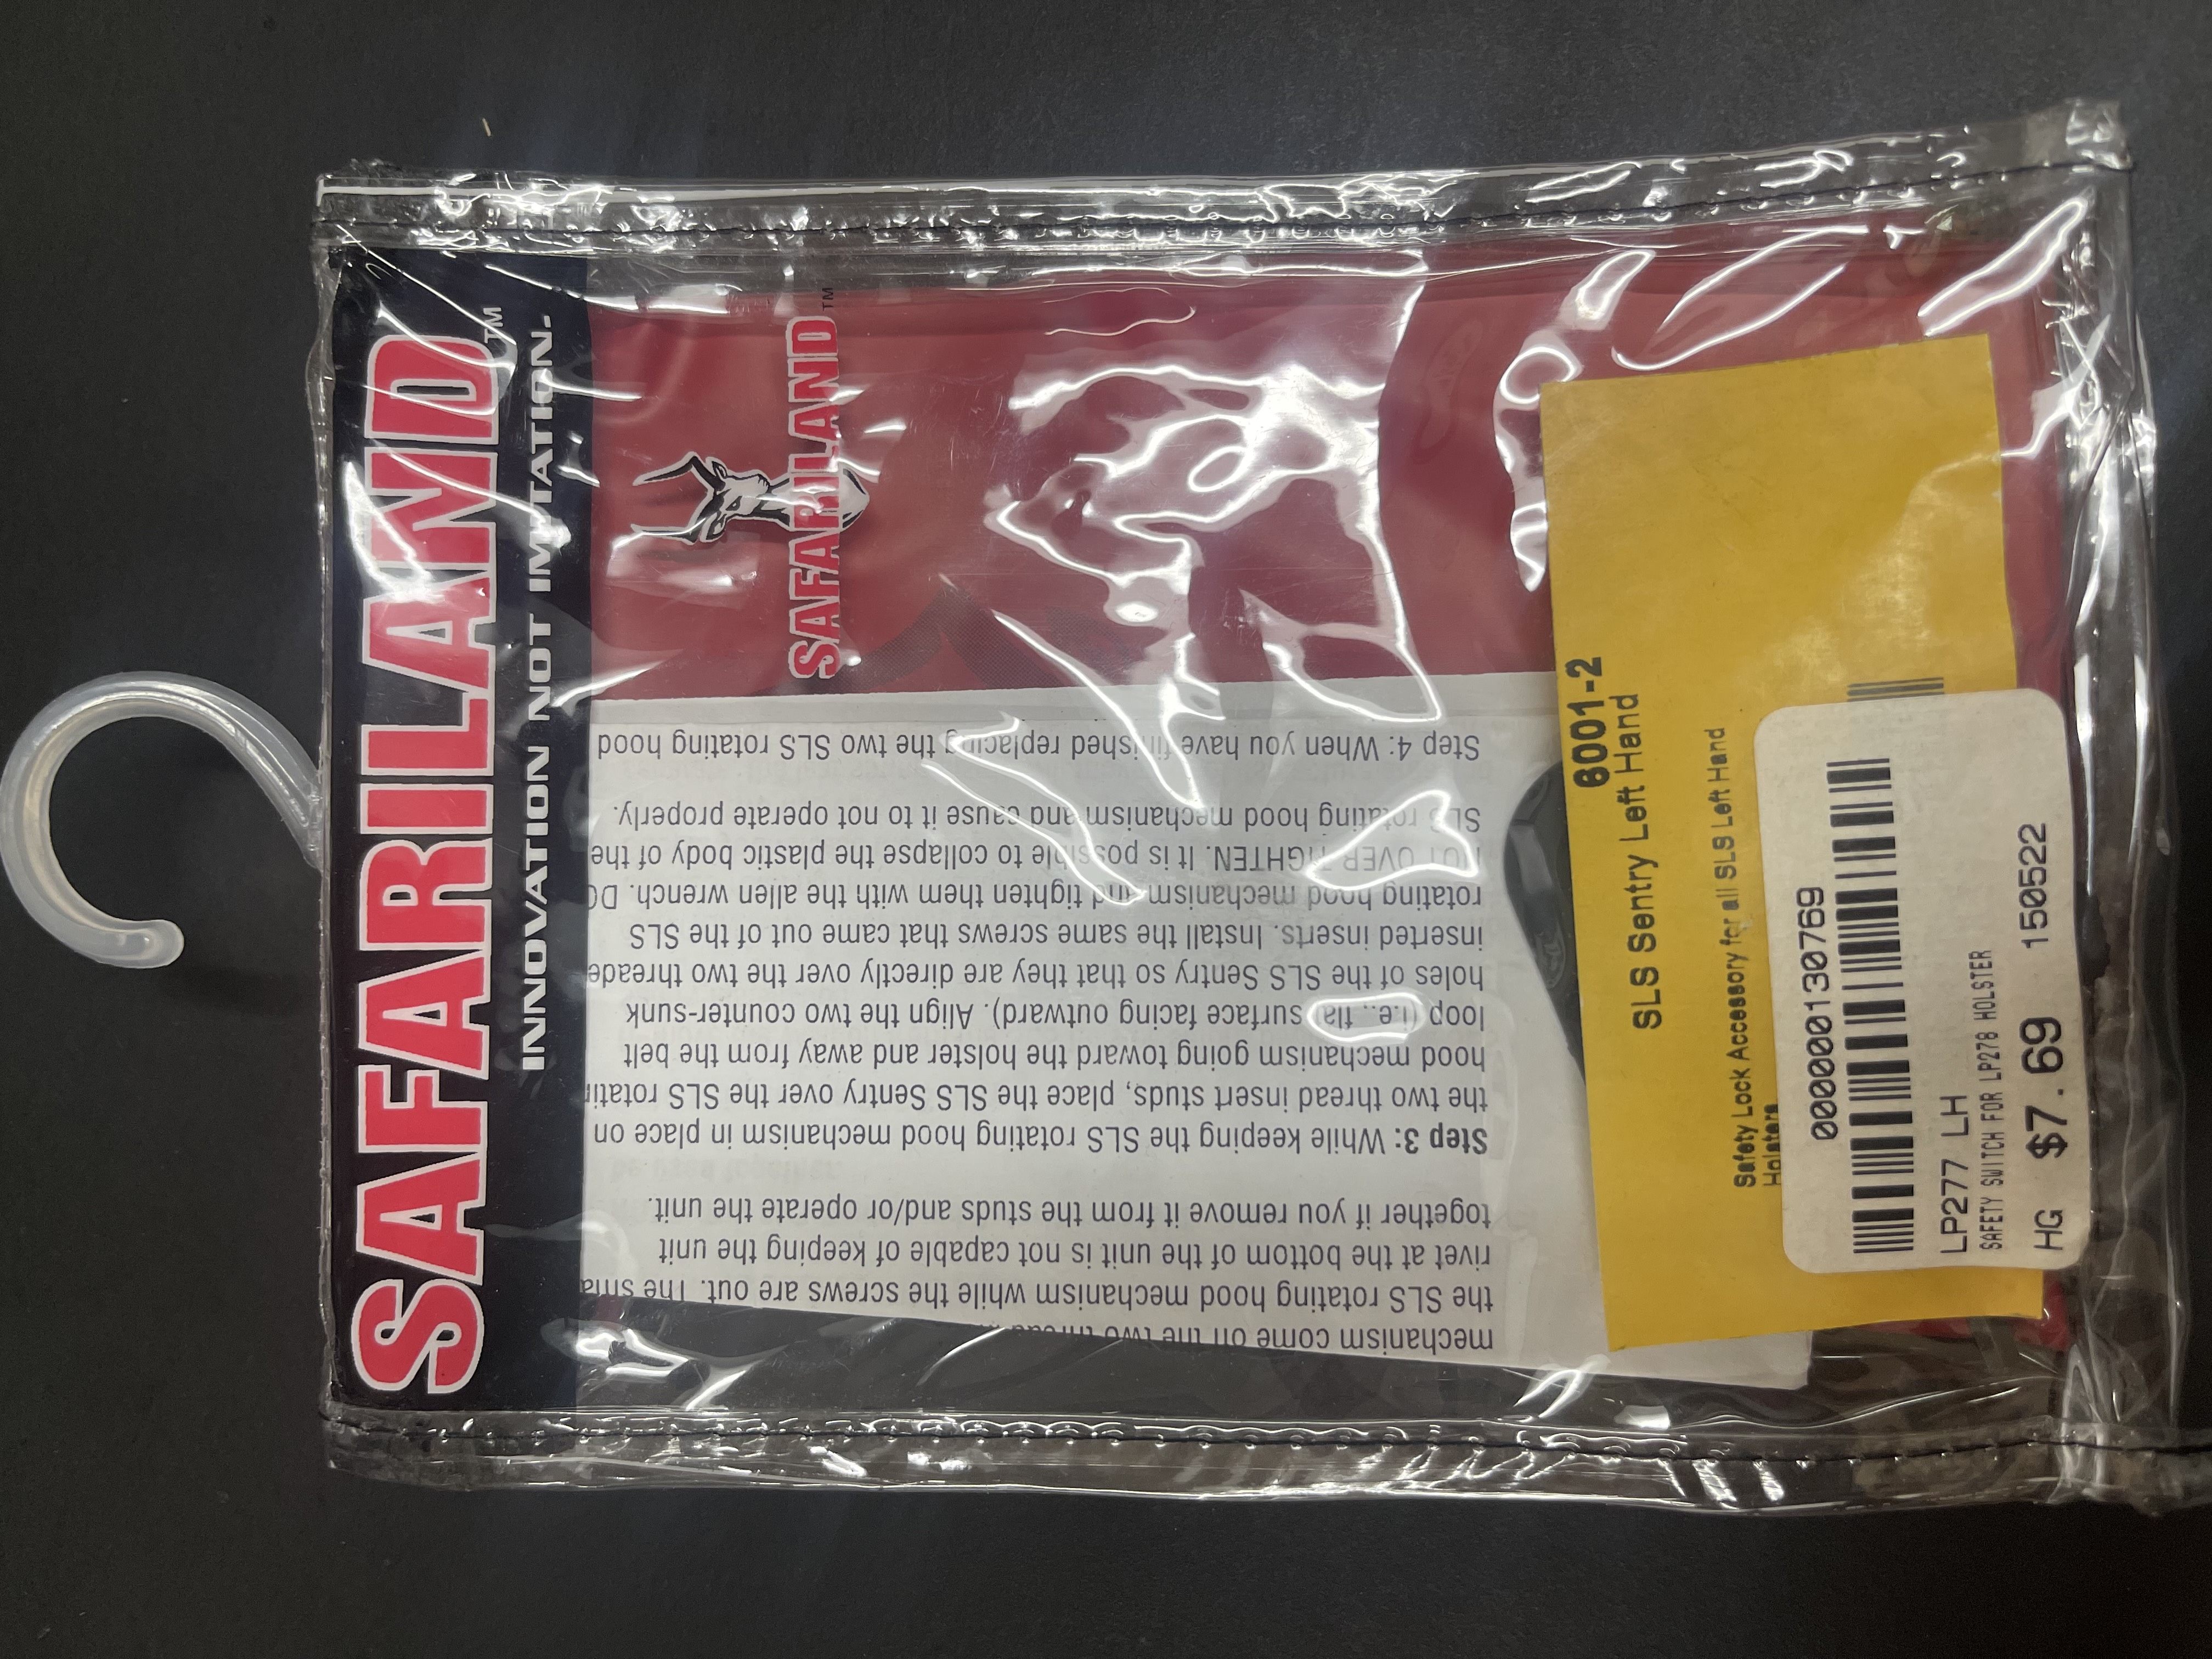 SAFARILAND™
INNOVATION NOT IMITATION.
SAFARILAND™
mechanism come on the two
the SLS rotating hood mechanism while the screws are out. The
rivet at the bottom of the unit is not capable of keeping the unit
together if you remove it from the studs and/or operate the unit.
Step 3: While keeping the SLS rotating hood mechanism in place on
the two thread insert studs, place the SLS Sentry over the SLS
hood mechanism going toward the holster and away from the belt
loop (i.e., flat surface facing outward). Align the two counter-sunk
holes of the SLS Sentry so that they are directly over the two
inserted inserts. Install the same screws that came out of the SLS
rotating hood mechanism and tighten them with the allen wrench. DO
NOT OVER TIGHTEN. It is possible to collapse the plastic body of the
SLS rotating hood mechanism and cause it to not operate properly.
Step 4: When you have finished replacing the two SLS rotating hood
6001-2
SLS Sentry Left Hand
Safety Lock Accessory for all SLS Left Hand
Holsters
0000001130769
LP277 LH
SAFETY SWITCH FOR LP278 HOLSTER
HG $7.69 150522